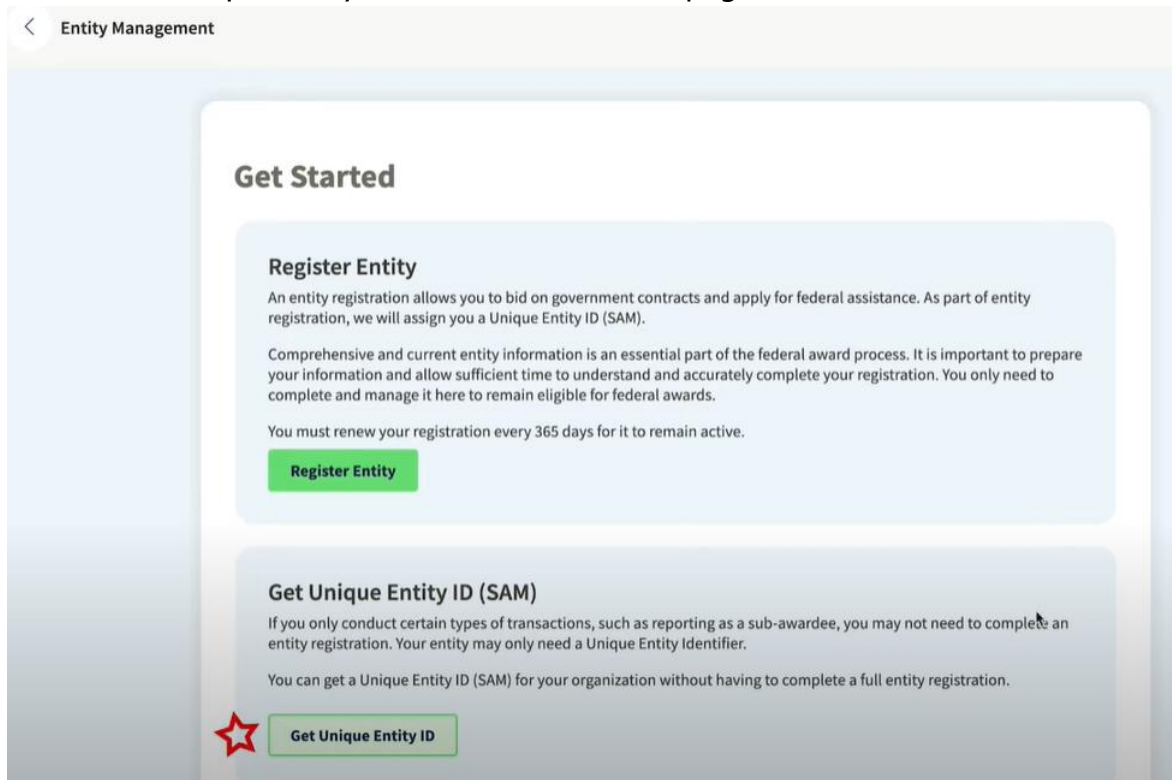 Entity Management
Get Started
Register Entity
An entity registration allows you to bid on government contracts and apply for federal assistance. As part of entity
registration, we will assign you a Unique Entity ID (SAM).
Comprehensive and current entity information is an essential part of the federal award process. It is important to prepare
your information and allow sufficient time to understand and accurately complete your registration. You only need to
complete and manage it here to remain eligible for federal awards.
You must renew your registration every 365 days for it to remain active.
Register Entity
Get Unique Entity ID (SAM)
If you only conduct certain types of transactions, such as reporting as a sub-awardee, you may not need to complete an
entity registration. Your entity may only need a Unique Entity Identifier.
You can get a Unique Entity ID (SAM) for your organization without having to complete a full entity registration.
Get Unique Entity ID